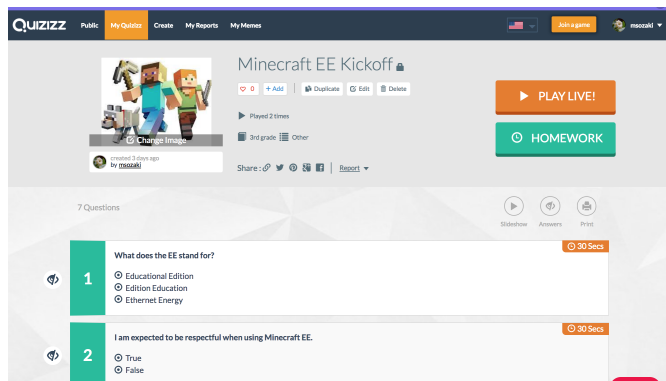 QUIZIZZ Public My Quizizz Create My Reports My Memes Join a game msozaki
Minecraft EE Kickoff
0 + Add Duplicate Edit Delete
Played 2 times
3rd grade Other
Change Image
created 3 days ago
by msozaki
Share : Report
PLAY LIVE!
HOMEWORK
7 Questions
Slideshow Answers Print
30 Secs
1
What does the EE stand for?
Educational Edition
Edition Education
Ethernet Energy
30 Secs
2
I am expected to be respectful when using Minecraft EE.
True
False